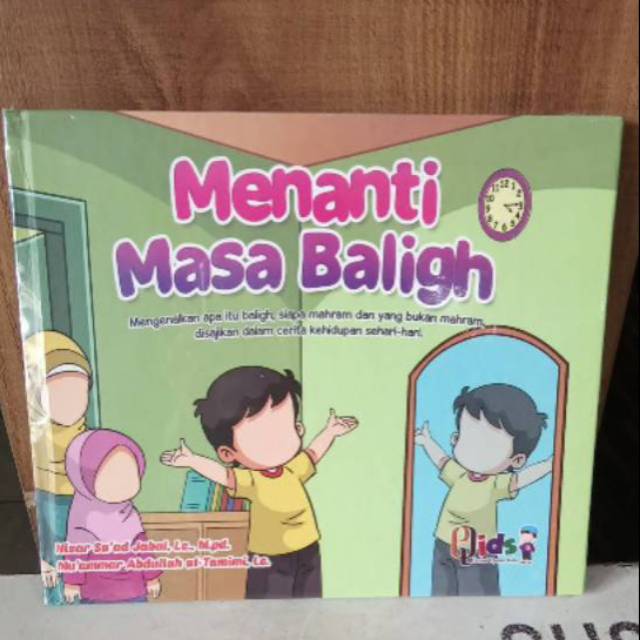 Menanti
Masa Baligh
Mengenalkan apa itu baligh, siapa mahram dan yang bukan mahram,
disajikan dalam cerita kehidupan sehari-hari.
Nizar Sa'ad Jabal, Lc., M.pd.
Mu'ammar Abdullah at-Tamimi, Lc.
Qids